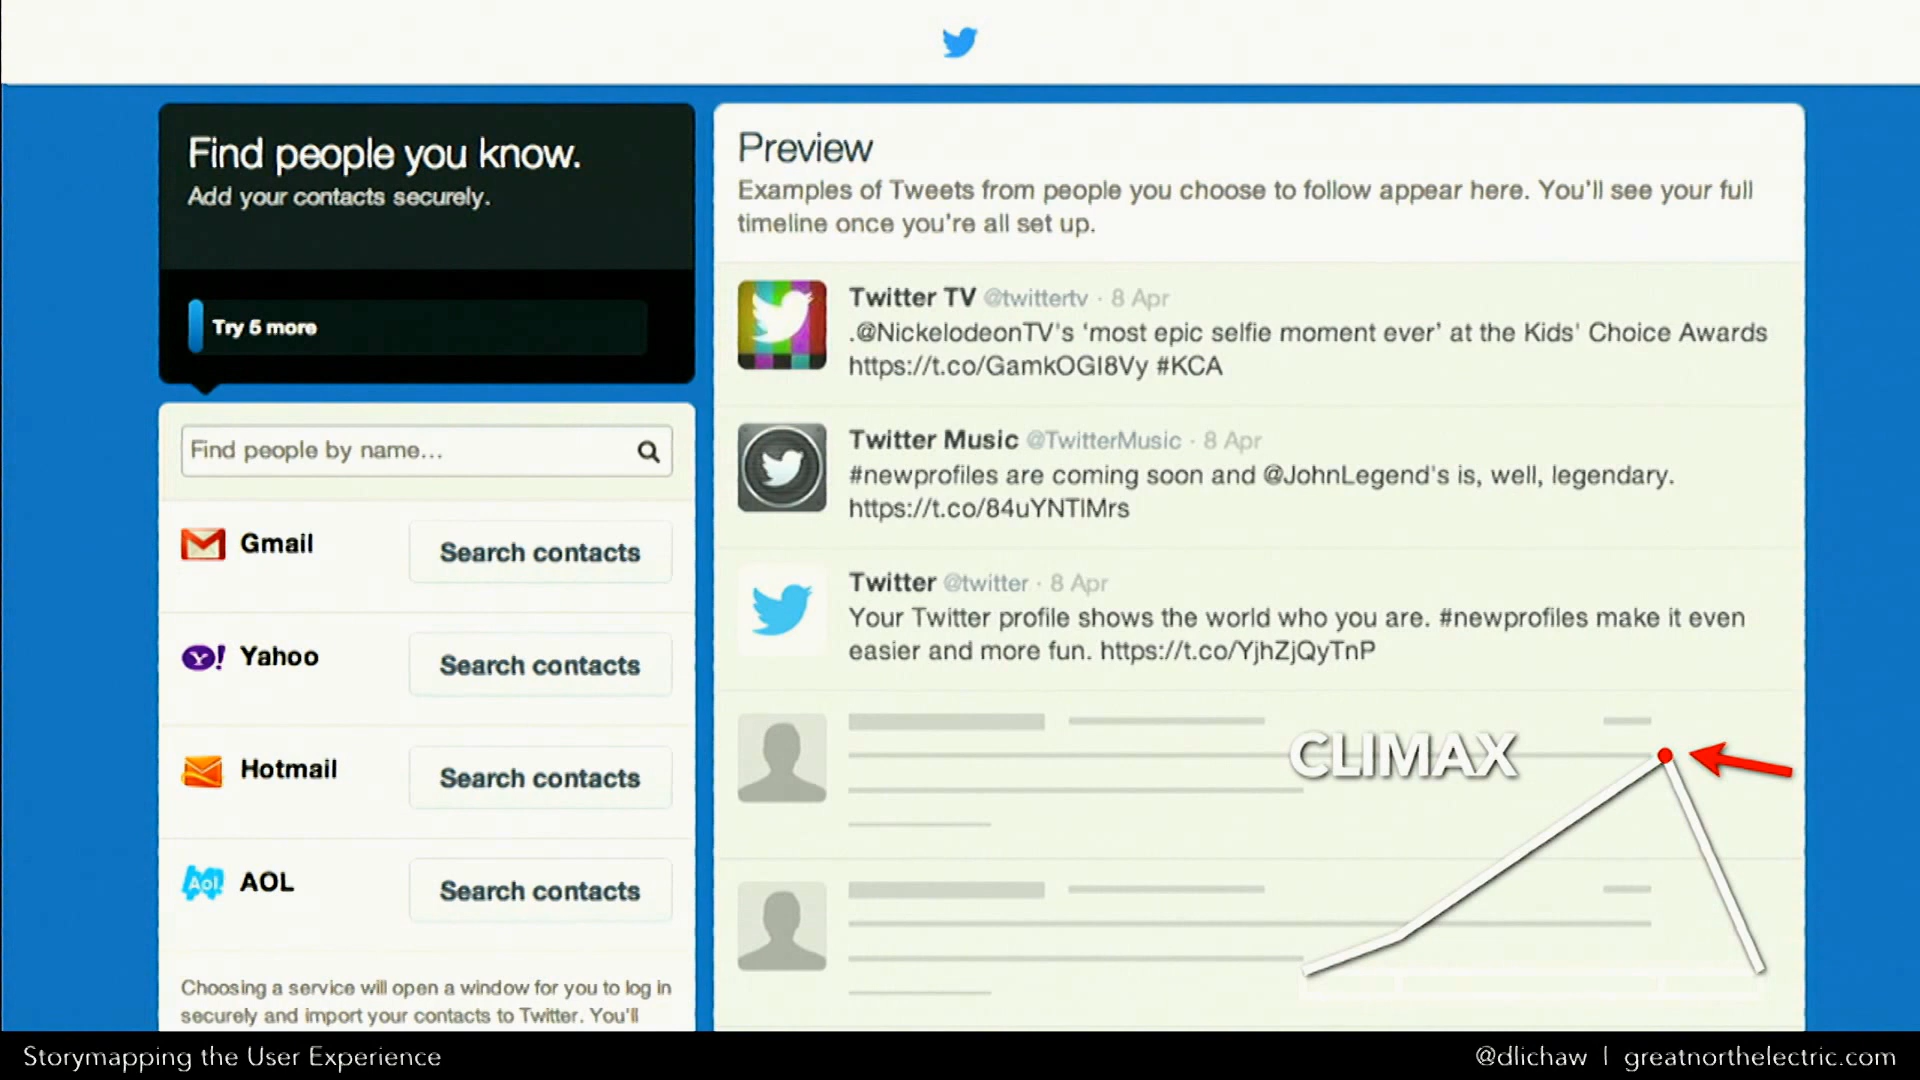 Find people you know.
Add your contacts securely.
Try 5 more
Find people by name...
Gmail
Search contacts
Yahoo
Search contacts
Hotmail
Search contacts
Aol.
AOL
Search contacts
Choosing a service will open a window for you to log in
securely and import your contacts to Twitter. You'll
Preview
Examples of Tweets from people you choose to follow appear here. You'll see your full
timeline once you're all set up.
Twitter TV @twittertv · 8 Apr
.@NickelodeonTV's ‘most epic selfie moment ever’ at the Kids' Choice Awards
https://t.co/GamkOGI8Vy #KCA
Twitter Music @TwitterMusic · 8 Apr
#newprofiles are coming soon and @JohnLegend's is, well, legendary.
https://t.co/84uYNTlMrs
Twitter @twitter · 8 Apr
Your Twitter profile shows the world who you are. #newprofiles make it even
easier and more fun. https://t.co/YjhZjQyTnP
CLIMAX
Storymapping the User Experience
@dlichaw | greatnorthelectric.com